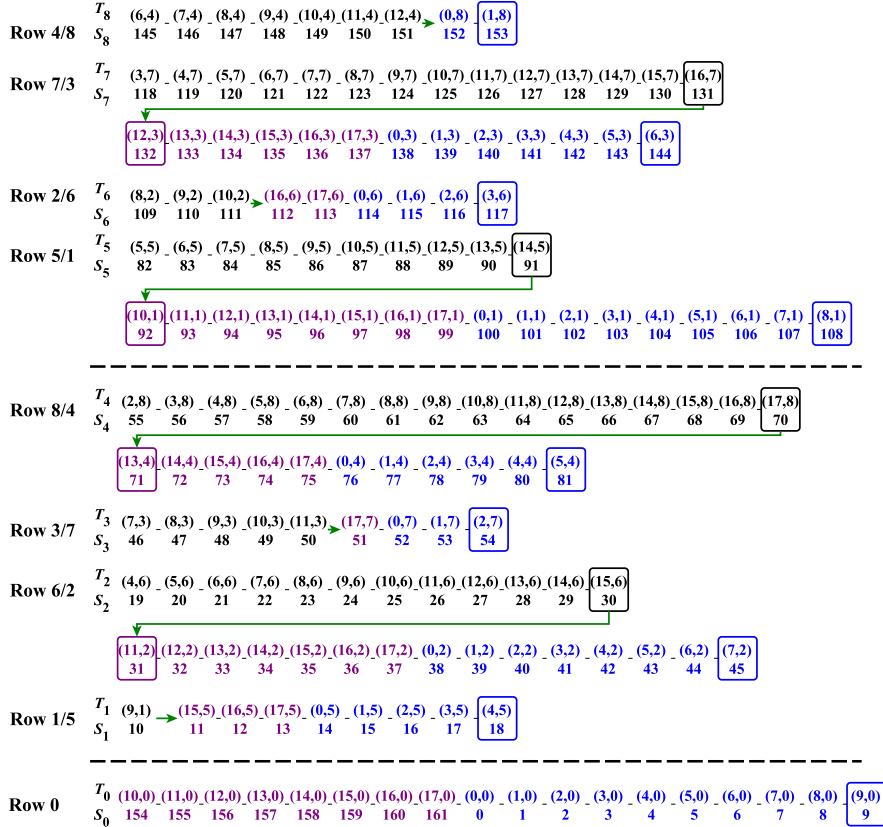 T8 (6,4) - (7,4) - (8,4) - (9,4) - (10,4) - (11,4) - (12,4) (0,8) - (1,8)
Row 4/8 S8 145 146 147 148 149 150 151 152 153
T7 (3,7) - (4,7) - (5,7) - (6,7) - (7,7) - (8,7) - (9,7) - (10,7) - (11,7) - (12,7) - (13,7) - (14,7) - (15,7) - (16,7)
Row 7/3 S7 118 119 120 121 122 123 124 125 126 127 128 129 130 131
(12,3) - (13,3) - (14,3) - (15,3) - (16,3) - (17,3) - (0,3) - (1,3) - (2,3) - (3,3) - (4,3) - (5,3) - (6,3)
132 133 134 135 136 137 138 139 140 141 142 143 144
Row 2/6 T6 (8,2) - (9,2) - (10,2) (16,6) - (17,6) - (0,6) - (1,6) - (2,6) - (3,6)
S6 109 110 111 112 113 114 115 116 117
T5 (5,5) - (6,5) - (7,5) - (8,5) - (9,5) - (10,5) - (11,5) - (12,5) - (13,5) - (14,5)
Row 5/1 S5 82 83 84 85 86 87 88 89 90 91
(10,1) - (11,1) - (12,1) - (13,1) - (14,1) - (15,1) - (16,1) - (17,1) - (0,1) - (1,1) - (2,1) - (3,1) - (4,1) - (5,1) - (6,1) - (7,1) - (8,1)
92 93 94 95 96 97 98 99 100 101 102 103 104 105 106 107 108
T4 (2,8) - (3,8) - (4,8) - (5,8) - (6,8) - (7,8) - (8,8) - (9,8) - (10,8) - (11,8) - (12,8) - (13,8) - (14,8) - (15,8) - (16,8) - (17,8)
Row 8/4 S4 55 56 57 58 59 60 61 62 63 64 65 66 67 68 69 70
(13,4) - (14,4) - (15,4) - (16,4) - (17,4) - (0,4) - (1,4) - (2,4) - (3,4) - (4,4) - (5,4)
71 72 73 74 75 76 77 78 79 80 81
T3 (7,3) - (8,3) - (9,3) - (10,3) - (11,3) (17,7) - (0,7) - (1,7) - (2,7)
Row 3/7 S3 46 47 48 49 50 51 52 53 54
T2 (4,6) - (5,6) - (6,6) - (7,6) - (8,6) - (9,6) - (10,6) - (11,6) - (12,6) - (13,6) - (14,6) - (15,6)
Row 6/2 S2 19 20 21 22 23 24 25 26 27 28 29 30
(11,2) - (12,2) - (13,2) - (14,2) - (15,2) - (16,2) - (17,2) - (0,2) - (1,2) - (2,2) - (3,2) - (4,2) - (5,2) - (6,2) - (7,2)
31 32 33 34 35 36 37 38 39 40 41 42 43 44 45
T1 (9,1) (15,5) - (16,5) - (17,5) - (0,5) - (1,5) - (2,5) - (3,5) - (4,5)
Row 1/5 S1 10 11 12 13 14 15 16 17 18
T0 (10,0) - (11,0) - (12,0) - (13,0) - (14,0) - (15,0) - (16,0) - (17,0) - (0,0) - (1,0) - (2,0) - (3,0) - (4,0) - (5,0) - (6,0) - (7,0) - (8,0) - (9,0)
Row 0 S0 154 155 156 157 158 159 160 161 0 1 2 3 4 5 6 7 8 9